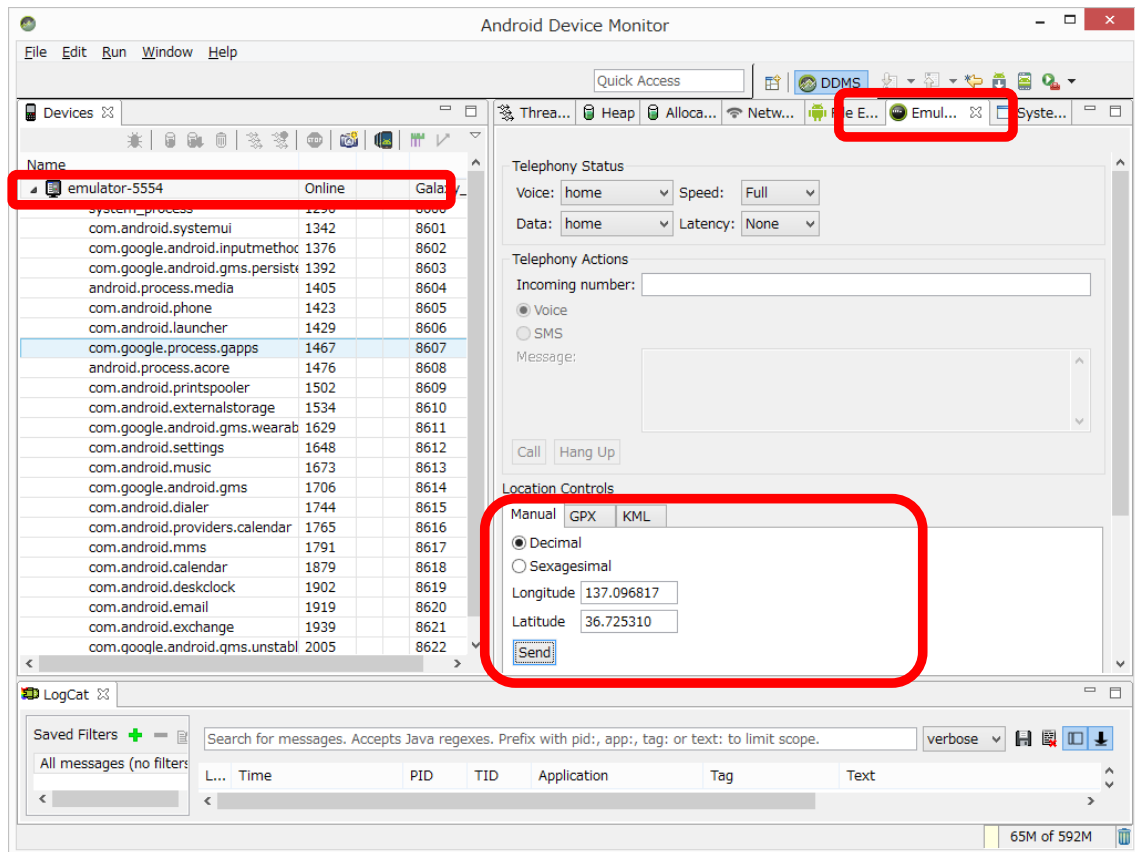 Android Device Monitor
File Edit Run Window Help
Quick Access
DDMS
Devices
Name
emulator-5554 Online Galaxy_
system_process 1290 8600
com.android.systemui 1342 8601
com.google.android.inputmethod 1376 8602
com.google.android.gms.persiste 1392 8603
android.process.media 1405 8604
com.android.phone 1423 8605
com.android.launcher 1429 8606
com.google.process.gapps 1467 8607
android.process.acore 1476 8608
com.android.printspooler 1502 8609
com.android.externalstorage 1534 8610
com.google.android.gms.wearab 1629 8611
com.android.settings 1648 8612
com.android.music 1673 8613
com.google.android.gms 1706 8614
com.android.dialer 1744 8615
com.android.providers.calendar 1765 8616
com.android.mms 1791 8617
com.android.calendar 1879 8618
com.android.deskclock 1902 8619
com.android.email 1919 8620
com.android.exchange 1939 8621
com.google.android.gms.unstabl 2005 8622
Threa... Heap Alloca... Netw... File E... Emul... Syste...
Telephony Status
Voice: home Speed: Full
Data: home Latency: None
Telephony Actions
Incoming number:
Voice
SMS
Message:
Call Hang Up
Location Controls
Manual GPX KML
Decimal
Sexagesimal
Longitude 137.096817
Latitude 36.725310
Send
LogCat
Saved Filters
All messages (no filters
Search for messages. Accepts Java regexes. Prefix with pid:, app:, tag: or text: to limit scope.
verbose
L... Time PID TID Application Tag Text
65M of 592M